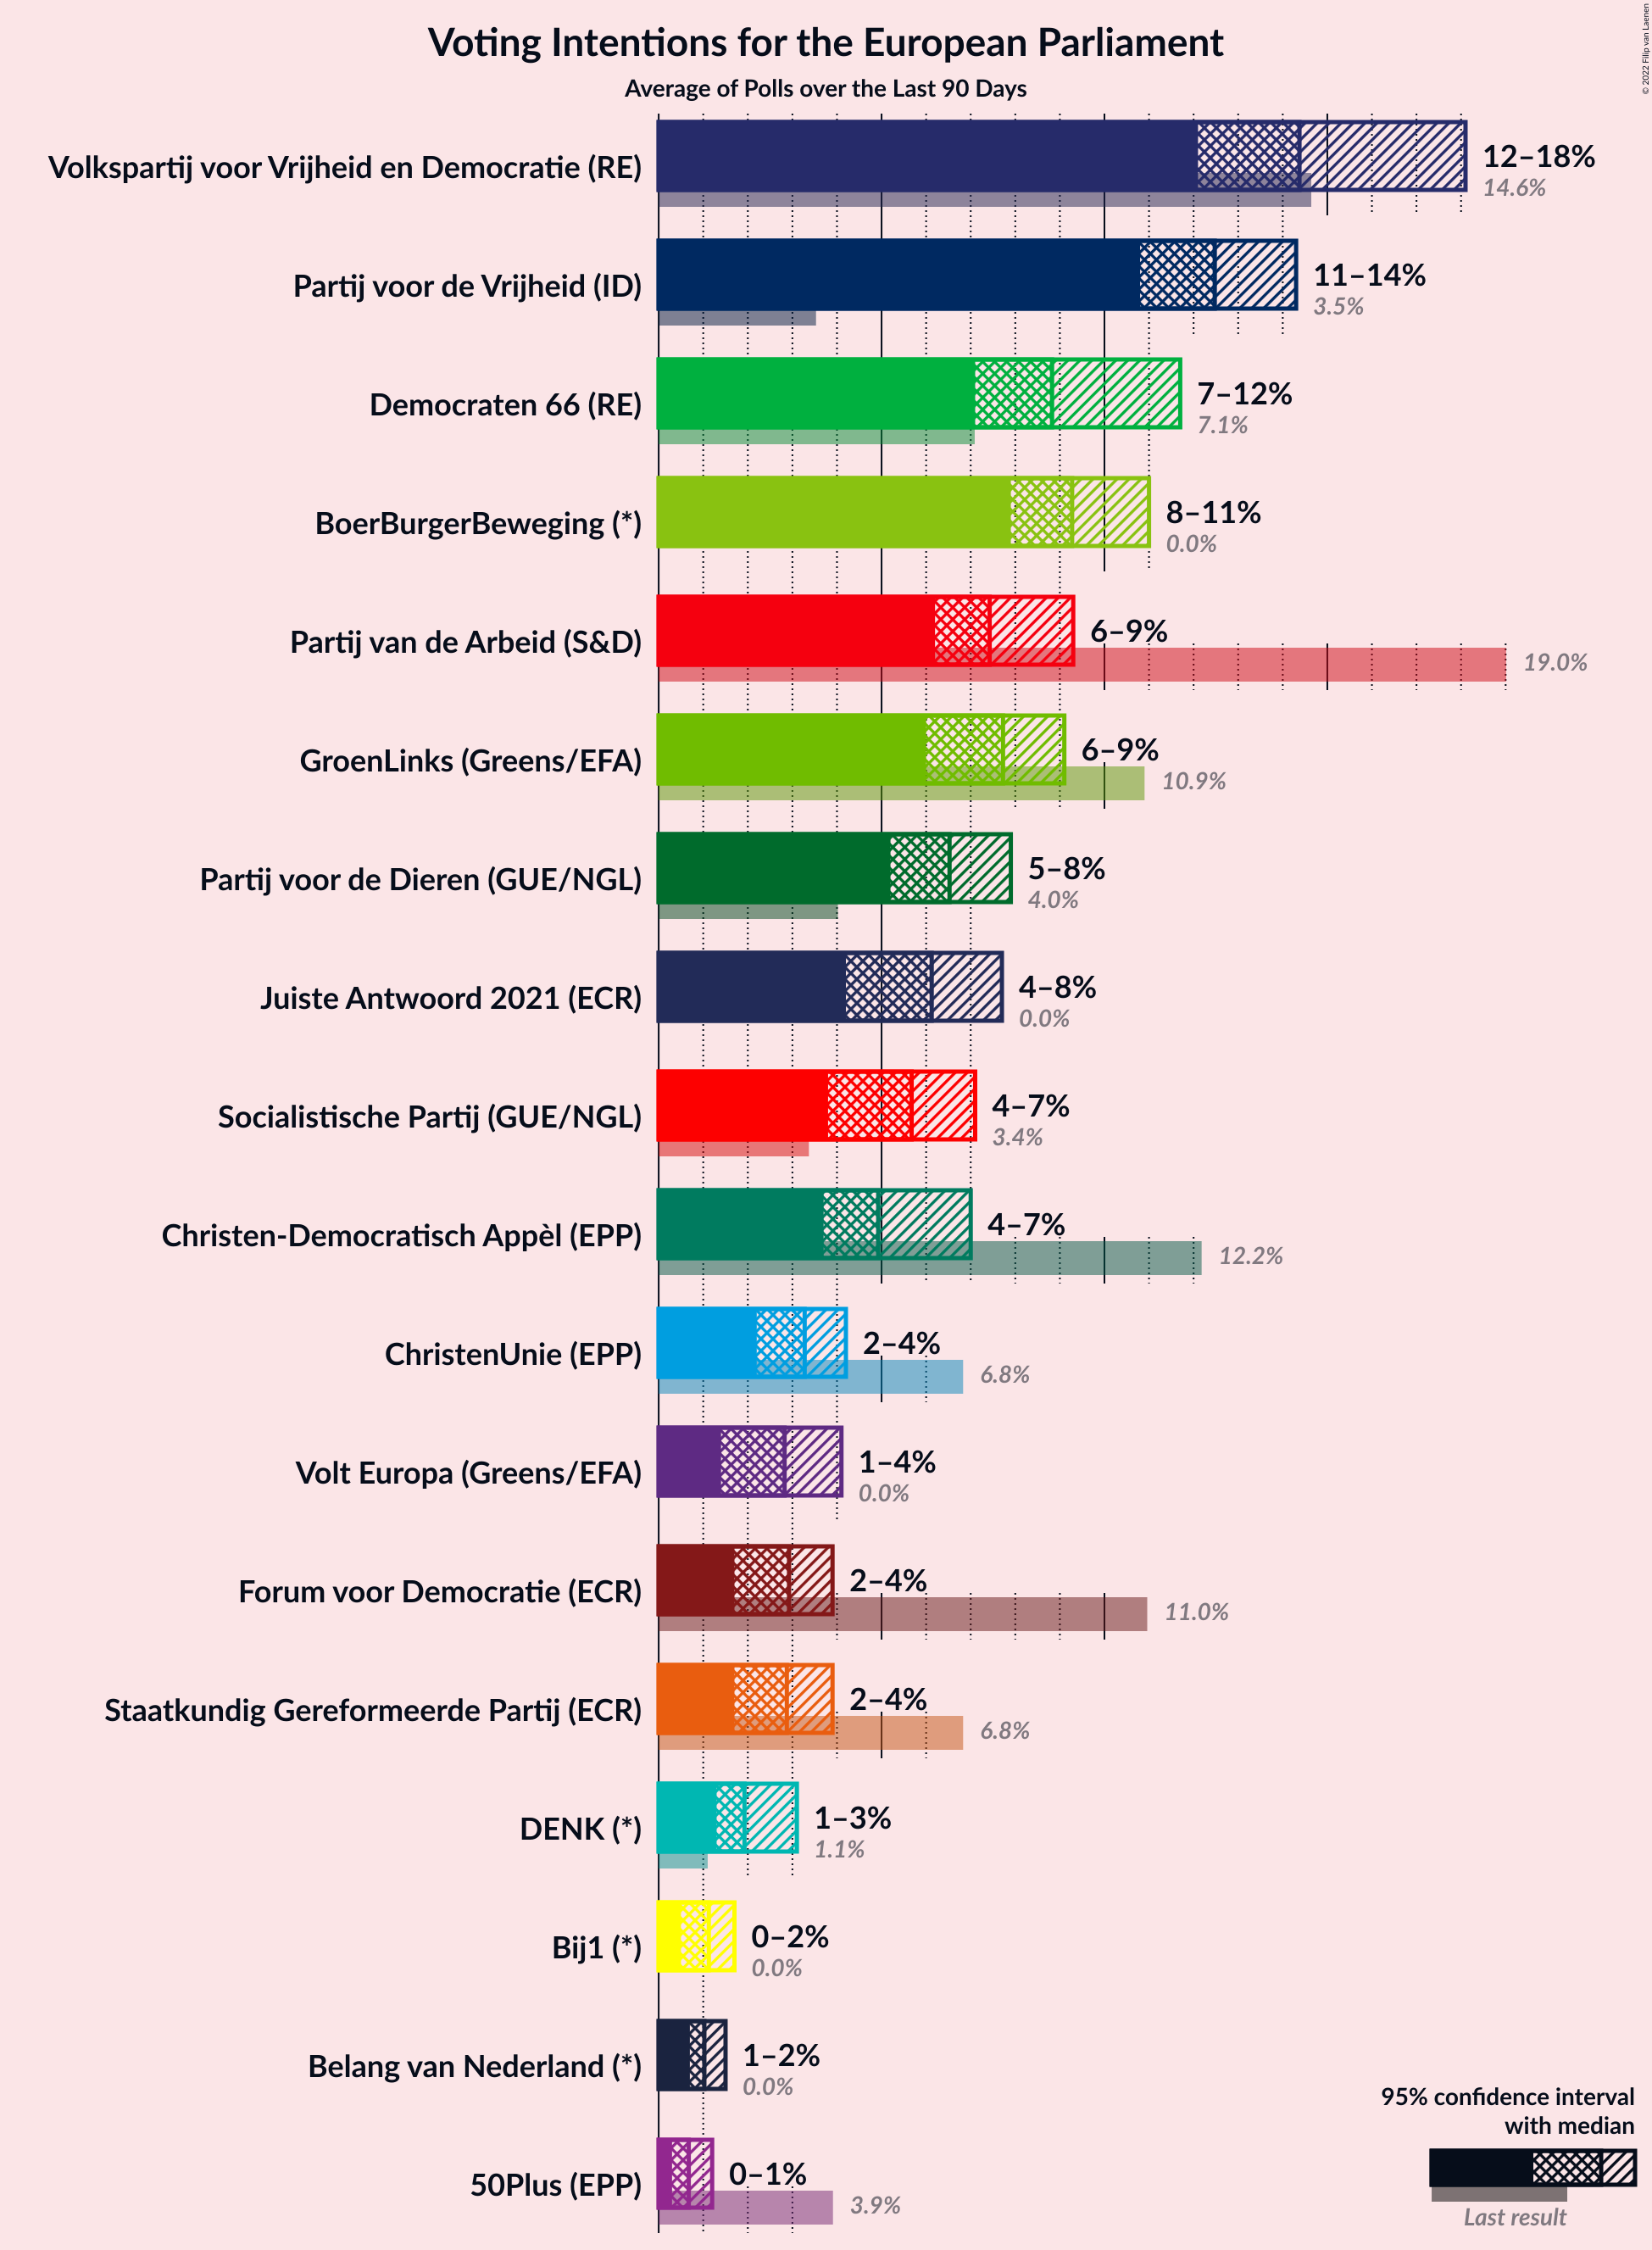 © 2022 Filip van Laenen
Voting Intentions for the European Parliament
Average of Polls over the Last 90 Days
Volkspartij voor Vrijheid en Democratie (RE)
12–18%
14.6%
Partij voor de Vrijheid (ID)
11–14%
3.5%
Democraten 66 (RE)
7–12%
7.1%
BoerBurgerBeweging (*)
8–11%
0.0%
Partij van de Arbeid (S&D)
6–9%
19.0%
GroenLinks (Greens/EFA)
6–9%
10.9%
Partij voor de Dieren (GUE/NGL)
5–8%
4.0%
Juiste Antwoord 2021 (ECR)
4–8%
0.0%
Socialistische Partij (GUE/NGL)
4–7%
3.4%
Christen-Democratisch Appèl (EPP)
4–7%
12.2%
ChristenUnie (EPP)
2–4%
6.8%
Volt Europa (Greens/EFA)
1–4%
0.0%
Forum voor Democratie (ECR)
2–4%
11.0%
Staatkundig Gereformeerde Partij (ECR)
2–4%
6.8%
DENK (*)
1–3%
1.1%
Bij1 (*)
0–2%
0.0%
Belang van Nederland (*)
1–2%
0.0%
50Plus (EPP)
0–1%
3.9%
95% confidence interval
with median
Last result